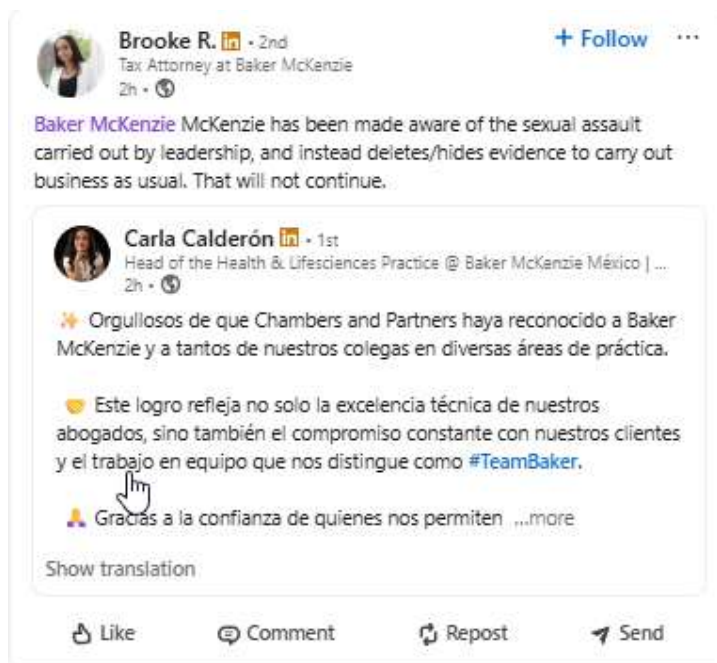 Brooke R. in • 2nd
+ Follow ...
Tax Attorney at Baker McKenzie
2h •
Baker McKenzie McKenzie has been made aware of the sexual assault
carried out by leadership, and instead deletes/hides evidence to carry out
business as usual. That will not continue.
Carla Calderón in • 1st
Head of the Health & Lifesciences Practice @ Baker McKenzie México | ...
2h •
✨ Orgullosos de que Chambers and Partners haya reconocido a Baker
McKenzie y a tantos de nuestros colegas en diversas áreas de práctica.
🤝 Este logro refleja no solo la excelencia técnica de nuestros
abogados, sino también el compromiso constante con nuestros clientes
y el trabajo en equipo que nos distingue como #TeamBaker.
🙏 Gracias a la confianza de quienes nos permiten ...more
Show translation
Like
Comment
Repost
Send